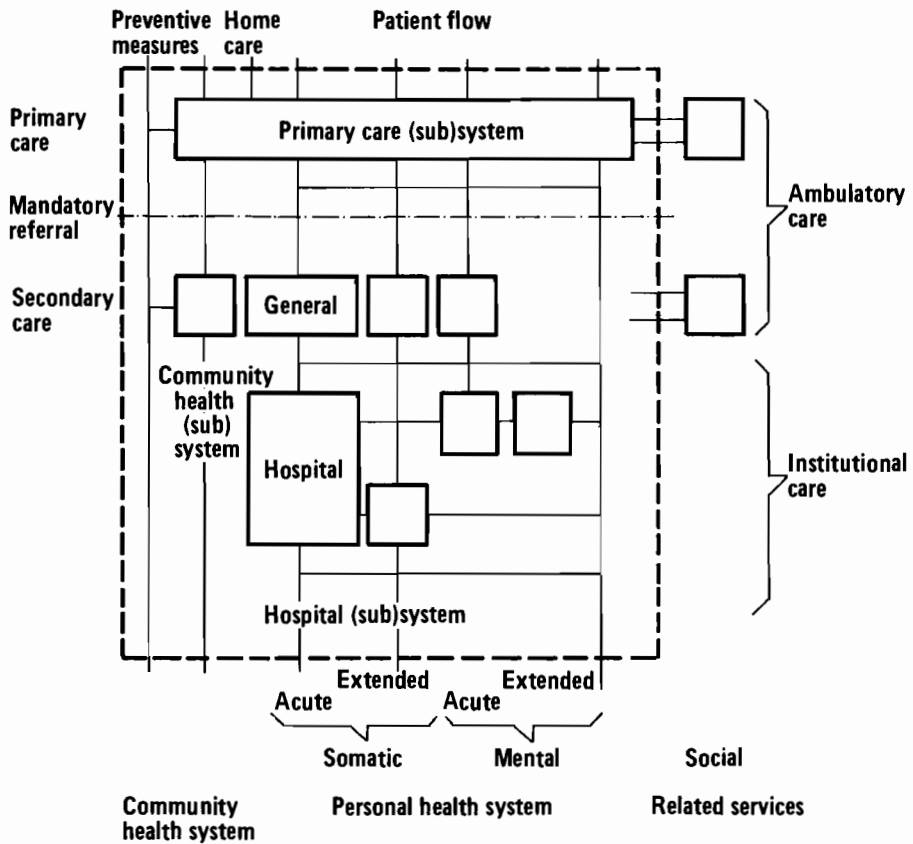 Preventive
measures
Home
care
Patient flow
Primary
care
Primary care (sub)system
Mandatory
referral
Ambulatory
care
Secondary
care
General
Community
health
(sub)
system
Hospital
Institutional
care
Hospital (sub)system
Acute
Extended
Acute
Extended
Somatic
Mental
Social
Community
health system
Personal health system
Related services